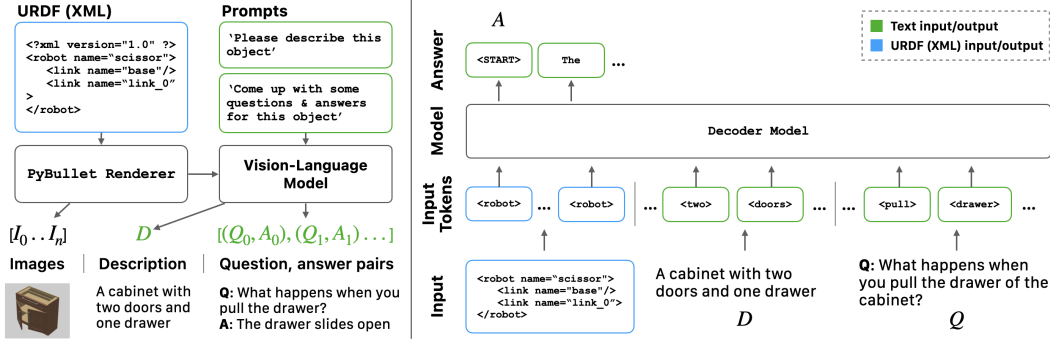 URDF (XML)
Prompts
<?xml version="1.0" ?>
<robot name="scissor">
<link name="base"/>
<link name="link_0"
>
</robot>
‘Please describe this
object’
‘Come up with some
questions & answers
for this object’
PyBullet Renderer
Vision-Language
Model
[I0 . . In]
D
[(Q0, A0), (Q1, A1) . . . ]
Images
Description
Question, answer pairs
A cabinet with
two doors and
one drawer
Q: What happens when you
pull the drawer?
A: The drawer slides open
A
Text input/output
URDF (XML) input/output
Answer
<START>
The
...
Model
Decoder Model
Input
Tokens
<robot>
...
<robot>
...
<two>
<doors>
...
...
<pull>
<drawer>
...
Input
<robot name="scissor">
<link name="base"/>
<link name="link_0">
</robot>
A cabinet with two
doors and one drawer
D
Q: What happens when
you pull the drawer of the
cabinet?
Q